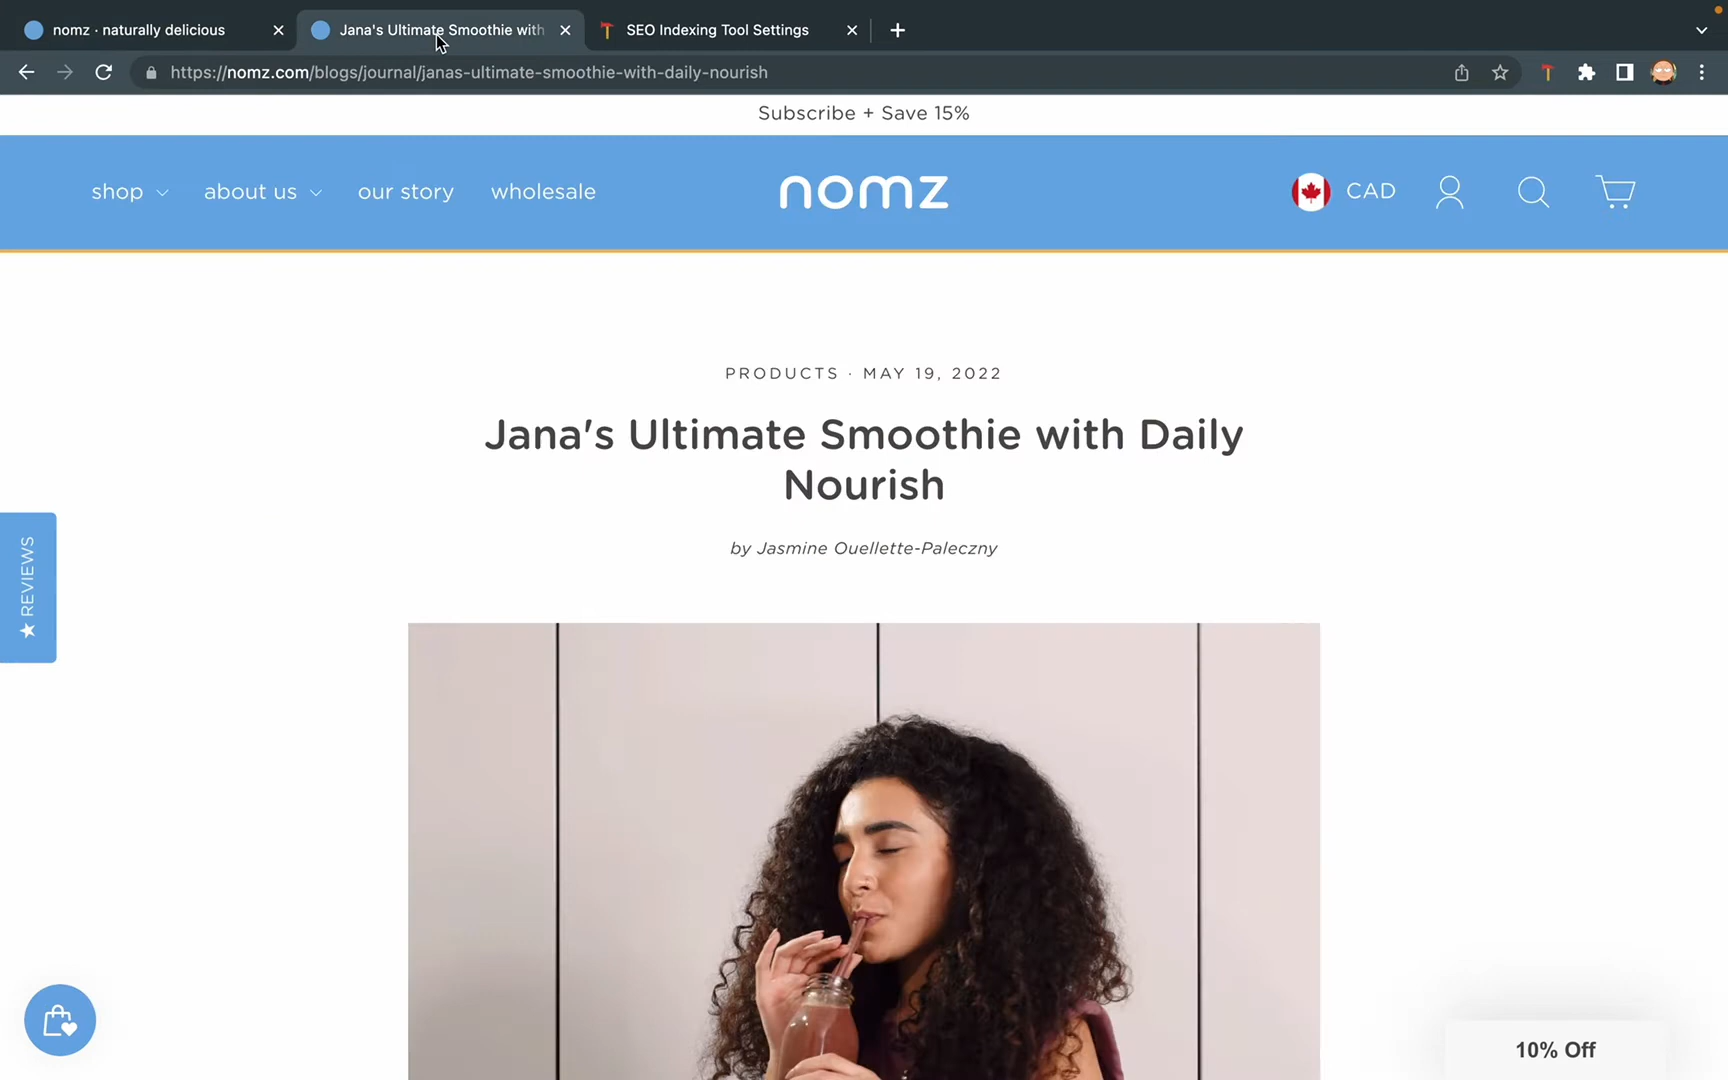 nomz · naturally delicious
Jana's Ultimate Smoothie with
SEO Indexing Tool Settings
https://nomz.com/blogs/journal/janas-ultimate-smoothie-with-daily-nourish
Subscribe + Save 15%
shop about us our story wholesale nomz CAD
PRODUCTS · MAY 19, 2022
Jana's Ultimate Smoothie with Daily
Nourish
by Jasmine Ouellette-Paleczny
★ REVIEWS
10% Off